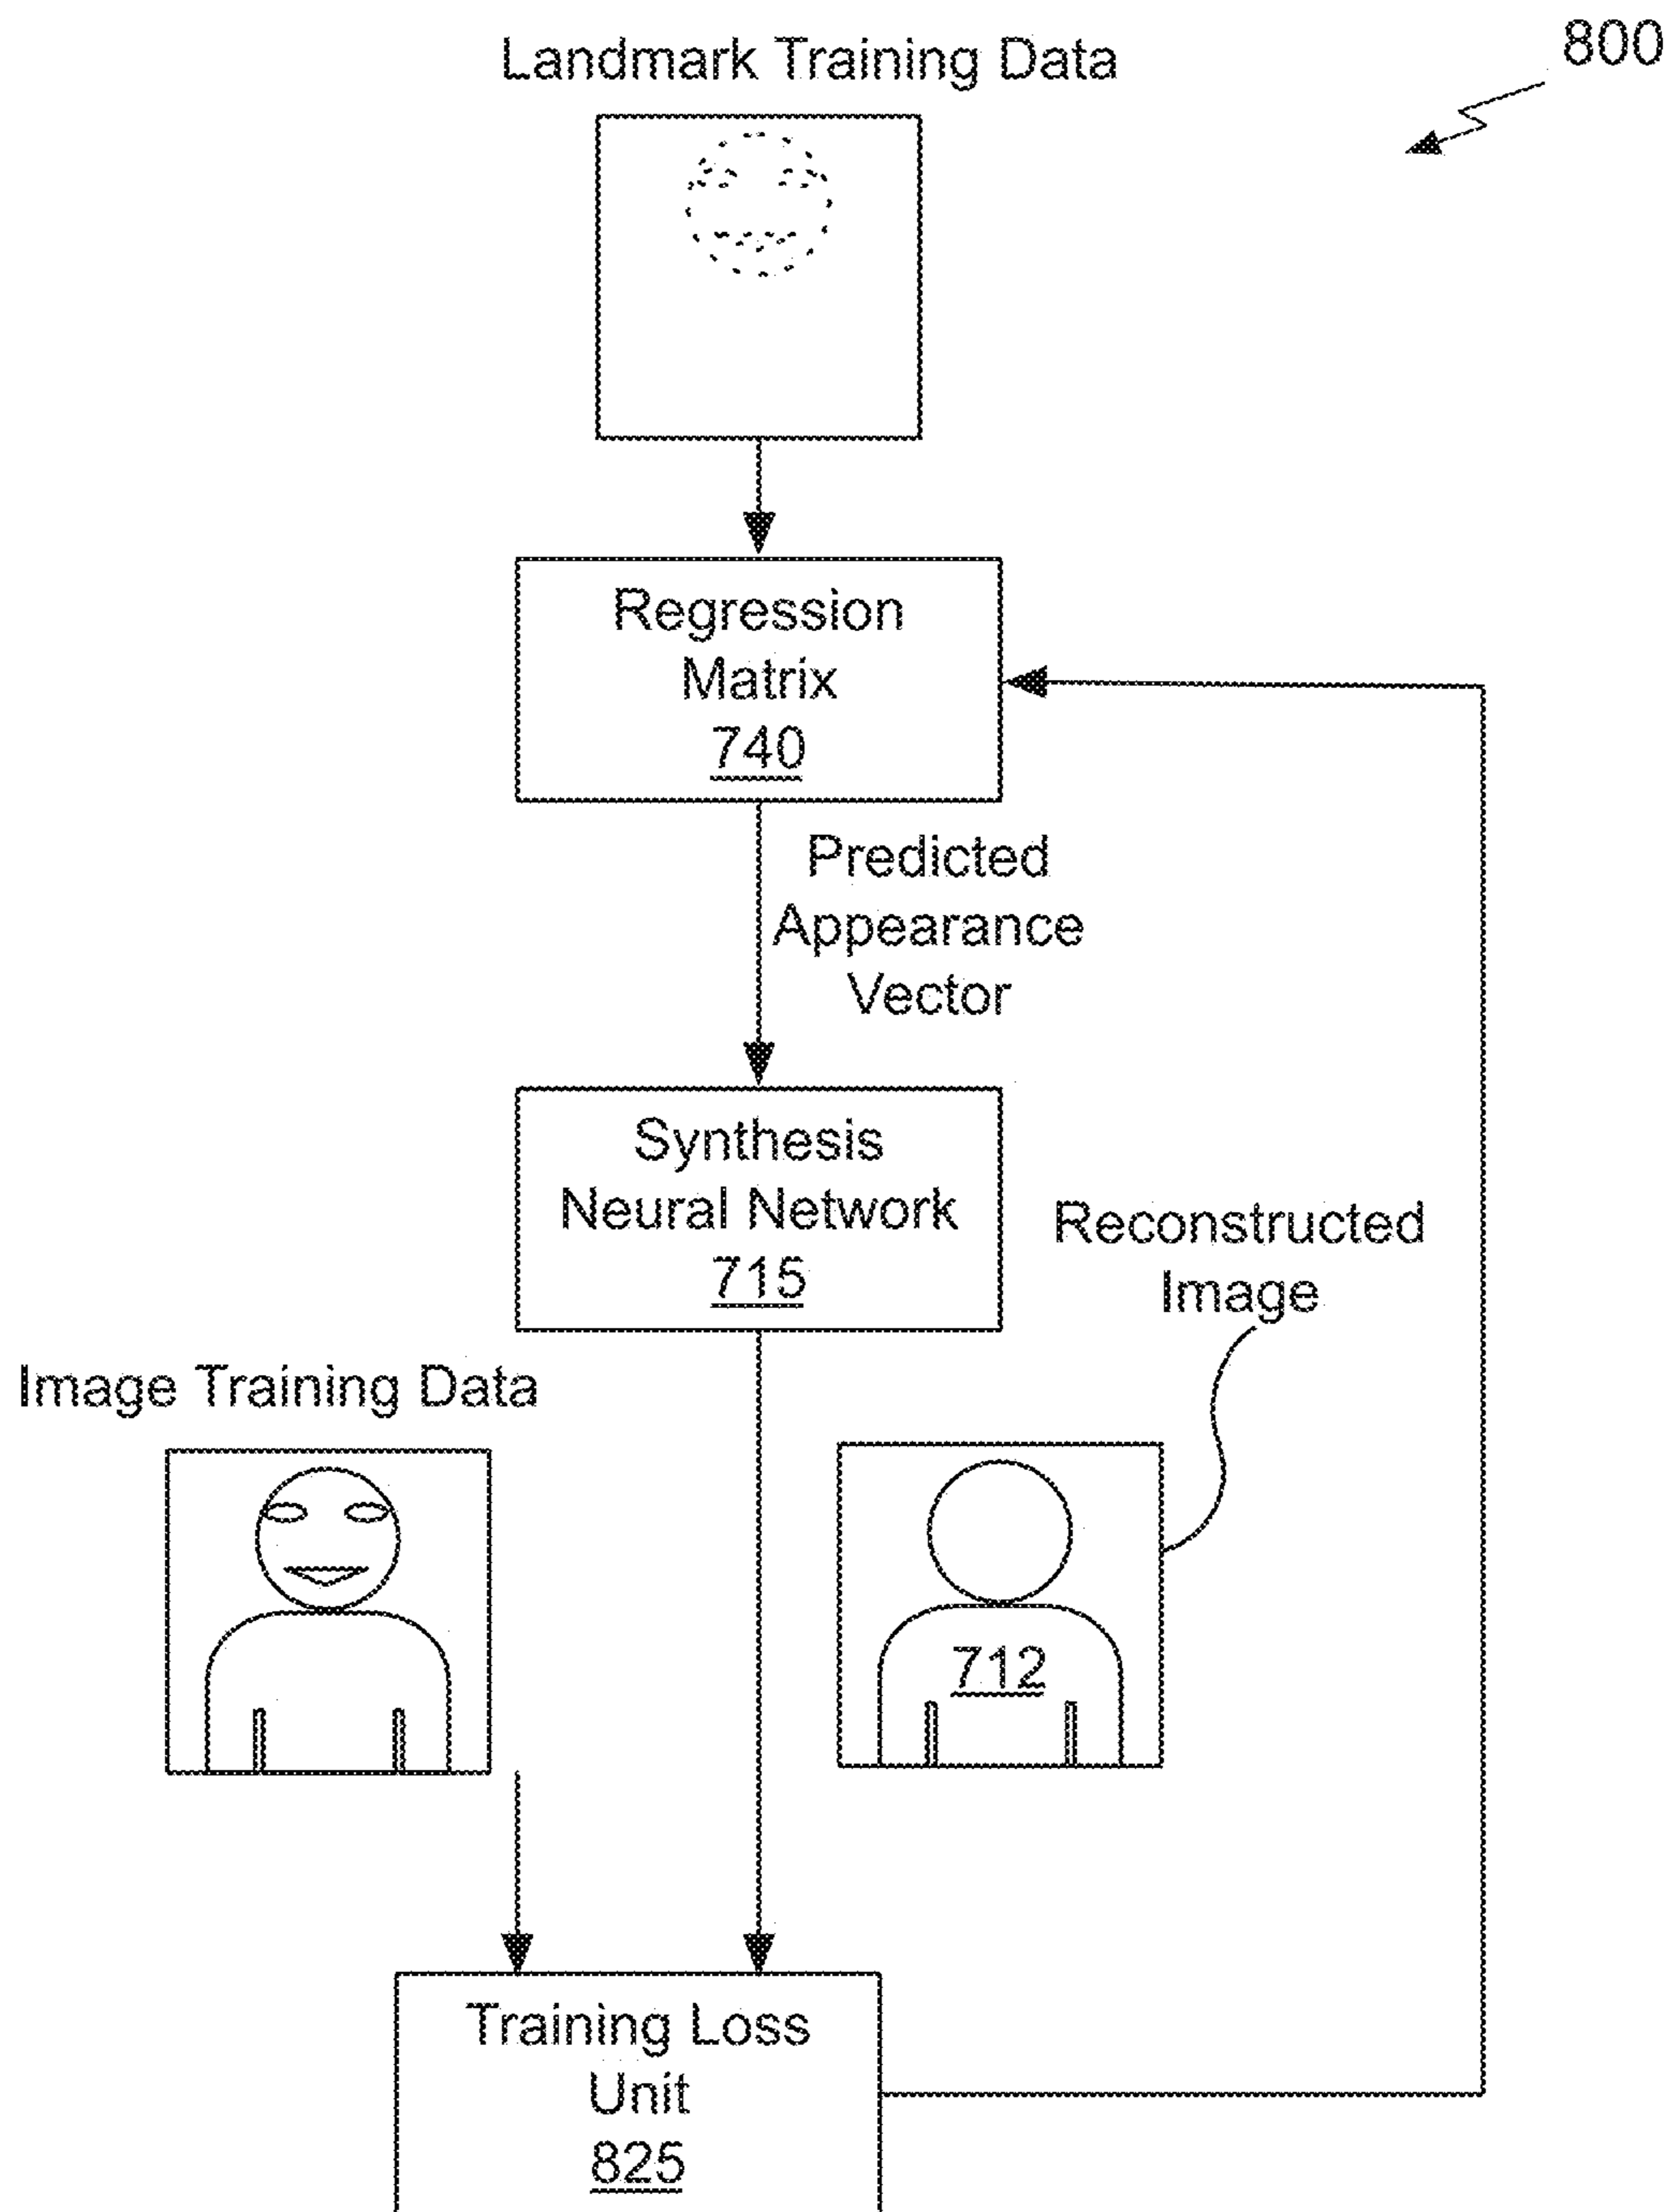 800
Landmark Training Data
Regression
Matrix
740
Predicted
Appearance
Vector
Synthesis
Neural Network
715
Reconstructed
Image
Image Training Data
712
Training Loss
Unit
825